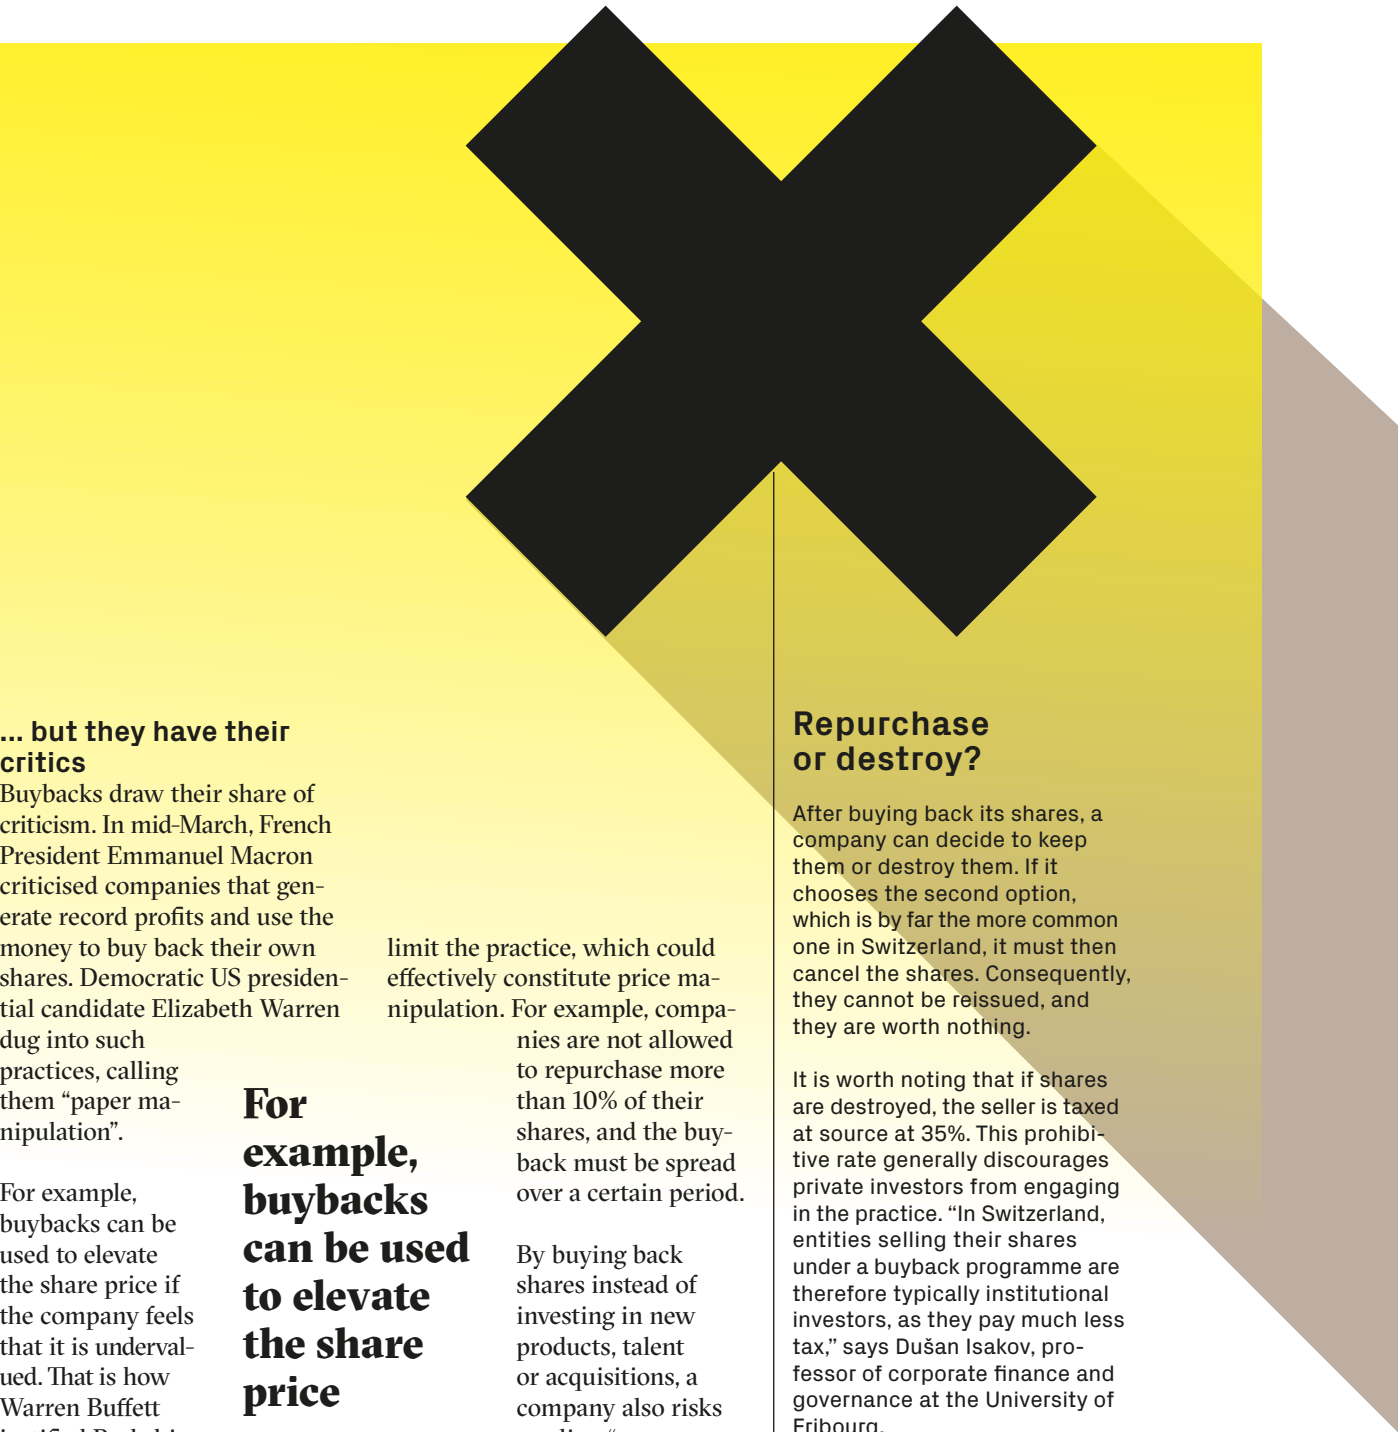 ... but they have their
critics
Buybacks draw their share of
criticism. In mid-March, French
President Emmanuel Macron
criticised companies that gen-
erate record profits and use the
money to buy back their own
shares. Democratic US presiden-
tial candidate Elizabeth Warren
dug into such
practices, calling
them “paper ma-
nipulation”.
For example,
buybacks can be
used to elevate
the share price if
the company feels
that it is underval-
ued. That is how
Warren Buffett
For
example,
buybacks
can be used
to elevate
the share
price
limit the practice, which could
effectively constitute price ma-
nipulation. For example, compa-
nies are not allowed
to repurchase more
than 10% of their
shares, and the buy-
back must be spread
over a certain period.
By buying back
shares instead of
investing in new
products, talent
or acquisitions, a
company also risks
Repurchase
or destroy?
After buying back its shares, a
company can decide to keep
them or destroy them. If it
chooses the second option,
which is by far the more common
one in Switzerland, it must then
cancel the shares. Consequently,
they cannot be reissued, and
they are worth nothing.
It is worth noting that if shares
are destroyed, the seller is taxed
at source at 35%. This prohibi-
tive rate generally discourages
private investors from engaging
in the practice. “In Switzerland,
entities selling their shares
under a buyback programme are
therefore typically institutional
investors, as they pay much less
tax,” says Dušan Isakov, pro-
fessor of corporate finance and
governance at the University of
Fribourg.